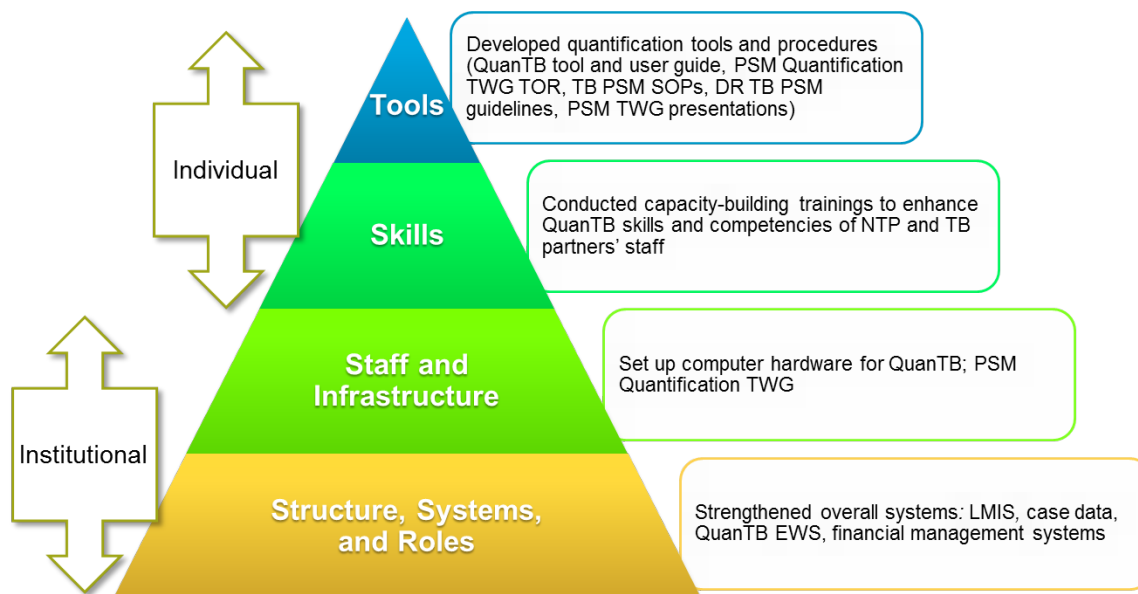 Tools
Developed quantification tools and procedures
(QuanTB tool and user guide, PSM Quantification
TWG TOR, TB PSM SOPs, DR TB PSM
guidelines, PSM TWG presentations)
Individual
Skills
Conducted capacity-building trainings to enhance
QuanTB skills and competencies of NTP and TB
partners’ staff
Staff and
Infrastructure
Set up computer hardware for QuanTB; PSM
Quantification TWG
Institutional
Structure, Systems,
and Roles
Strengthened overall systems: LMIS, case data,
QuanTB EWS, financial management systems